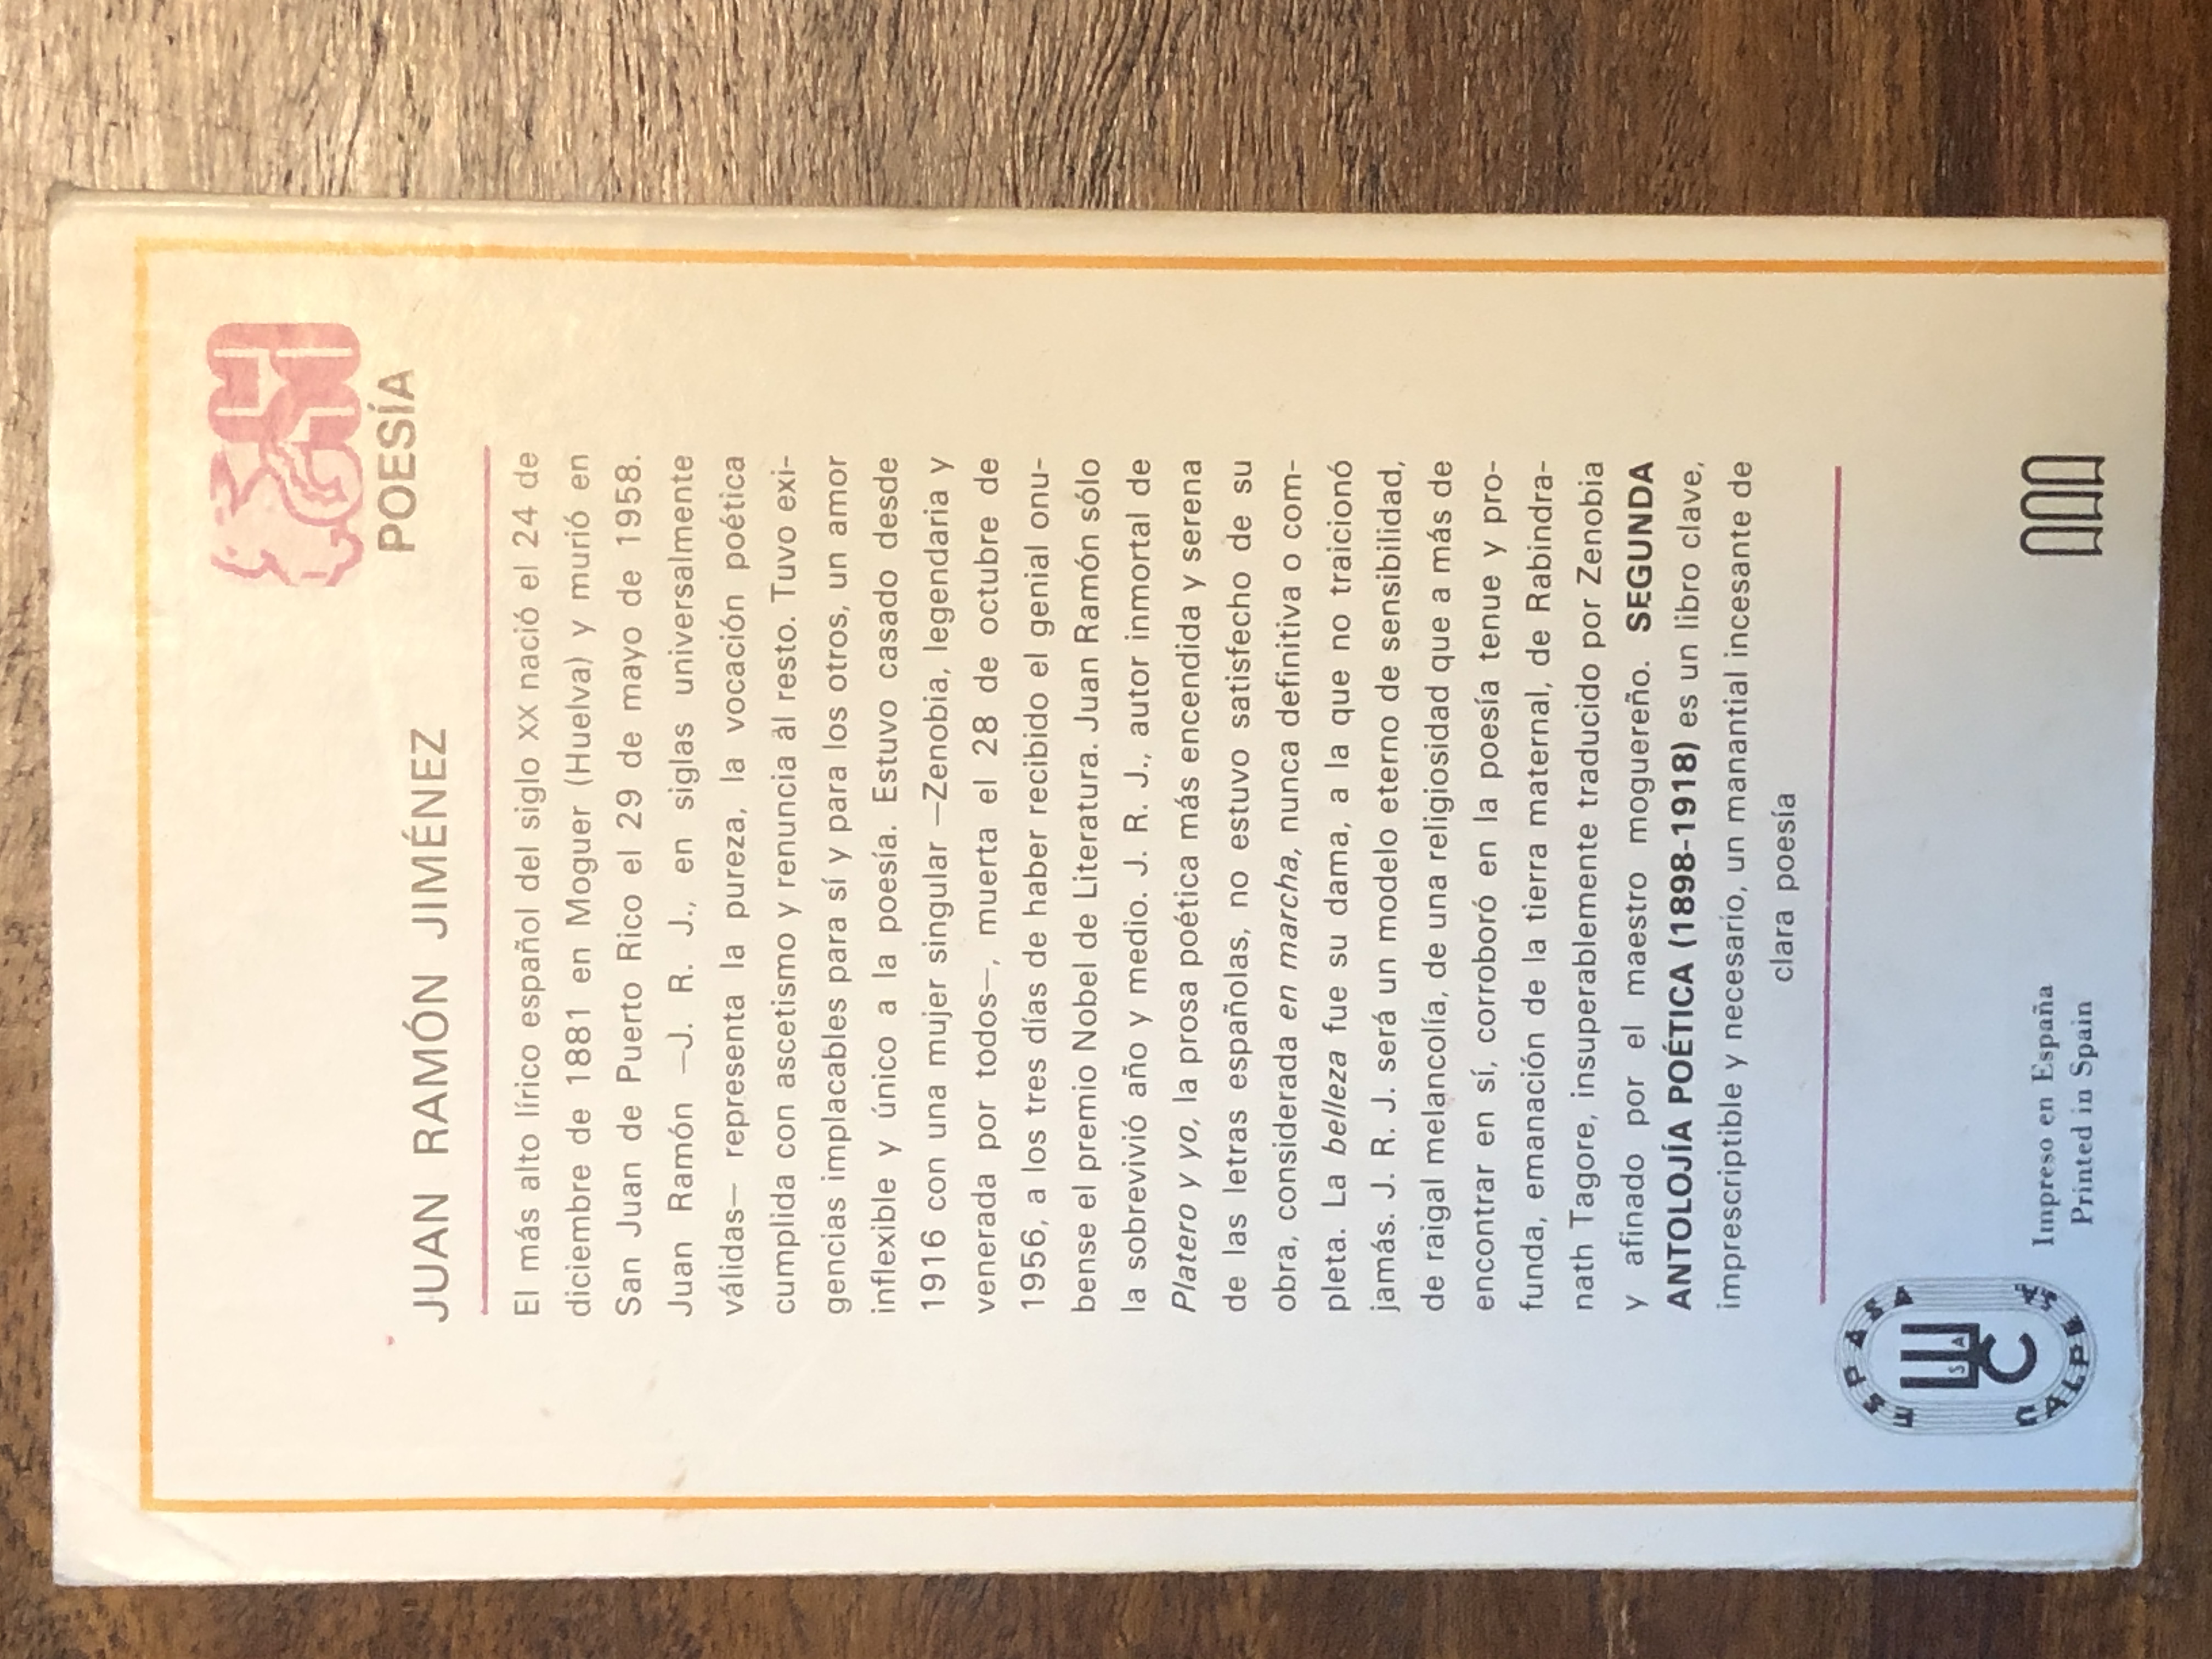 POESÍA
JUAN RAMÓN JIMÉNEZ
El más alto lírico español del siglo XX nació el 24 de
diciembre de 1881 en Moguer (Huelva) y murió en
San Juan de Puerto Rico el 29 de mayo de 1958.
Juan Ramón —J. R. J., en siglas universalmente
válidas— representa la pureza, la vocación poética
cumplida con ascetismo y renuncia al resto. Tuvo exi-
gencias implacables para sí y para los otros, un amor
inflexible y único a la poesía. Estuvo casado desde
1916 con una mujer singular —Zenobia, legendaria y
venerada por todos—, muerta el 28 de octubre de
1956, a los tres días de haber recibido el genial onu-
bense el premio Nobel de Literatura. Juan Ramón sólo
la sobrevivió año y medio. J. R. J., autor inmortal de
Platero y yo, la prosa poética más encendida y serena
de las letras españolas, no estuvo satisfecho de su
obra, considerada en marcha, nunca definitiva o com-
pleta. La belleza fue su dama, a la que no traicionó
jamás. J. R. J. será un modelo eterno de sensibilidad,
de raigal melancolía, de una religiosidad que a más de
encontrar en sí, corroboró en la poesía tenue y pro-
funda, emanación de la tierra maternal, de Rabindra-
nath Tagore, insuperablemente traducido por Zenobia
y afinado por el maestro moguereño. SEGUNDA
ANTOLOJÍA POÉTICA (1898-1918) es un libro clave,
imprescriptible y necesario, un manantial incesante de
clara poesía
ESPASA
CALPE
S A
Impreso en España
Printed in Spain